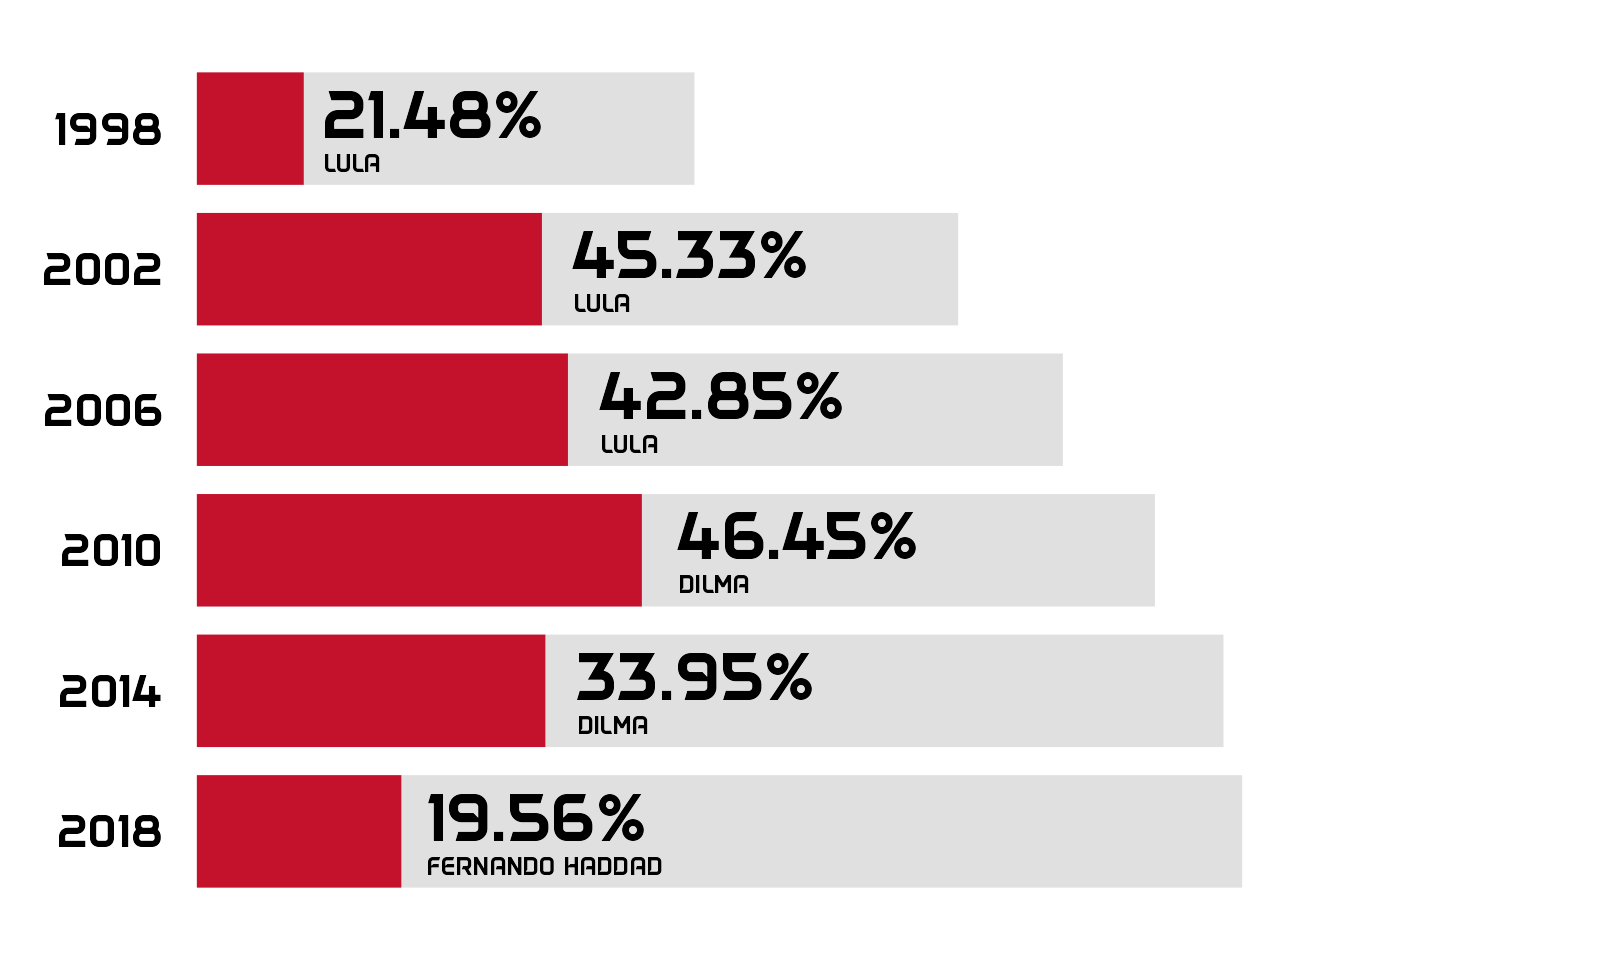 1998
21.48%
LULA
2002
45.33%
LULA
2006
42.85%
LULA
2010
46.45%
DILMA
2014
33.95%
DILMA
2018
19.56%
FERNANDO HADDAD